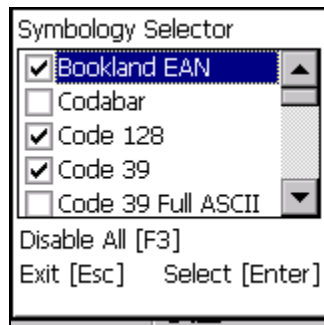 Symbology Selector
Bookland EAN
Codabar
Code 128
Code 39
Code 39 Full ASCII
Disable All [F3]
Exit [Esc] Select [Enter]